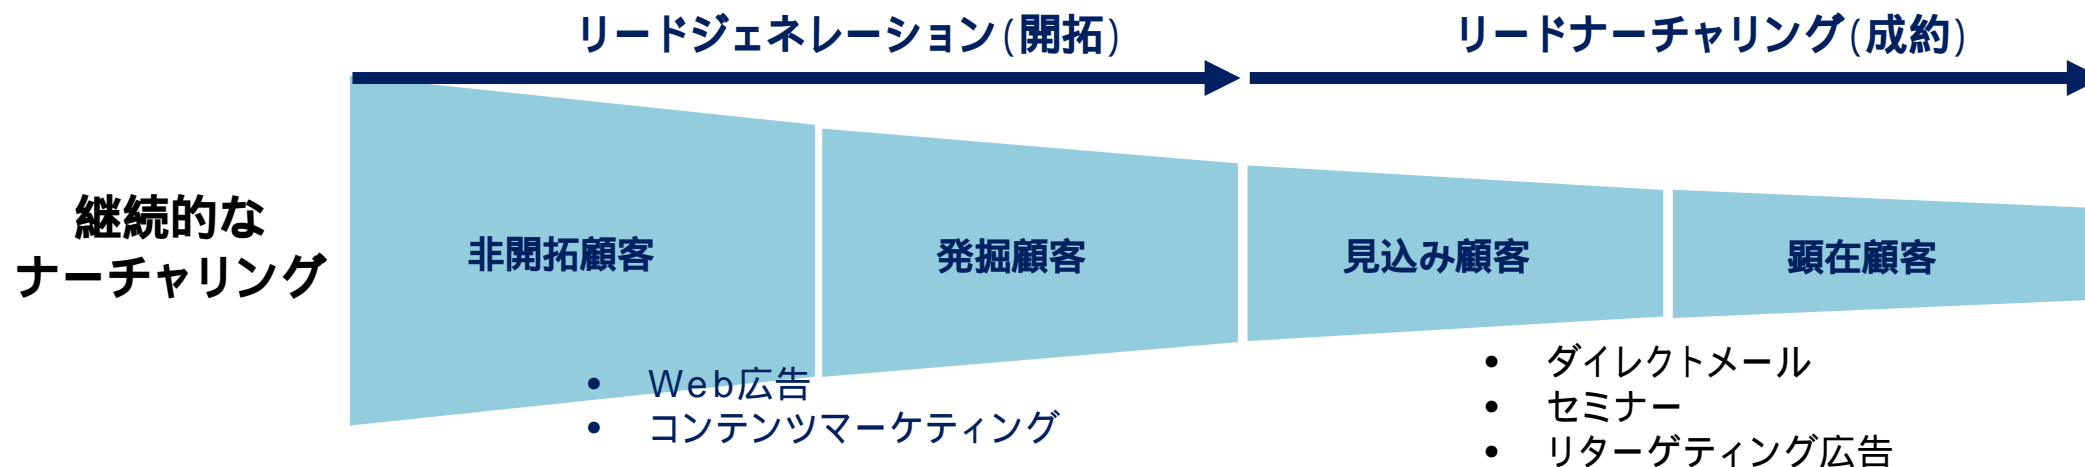 リードジェネレーション(開拓)
リードナーチャリング(成約)
継続的な
ナーチャリング
非開拓顧客
発掘顧客
見込み顧客
顕在顧客
• Web広告
• コンテンツマーケティング
• ダイレクトメール
• セミナー
• リターゲティング広告